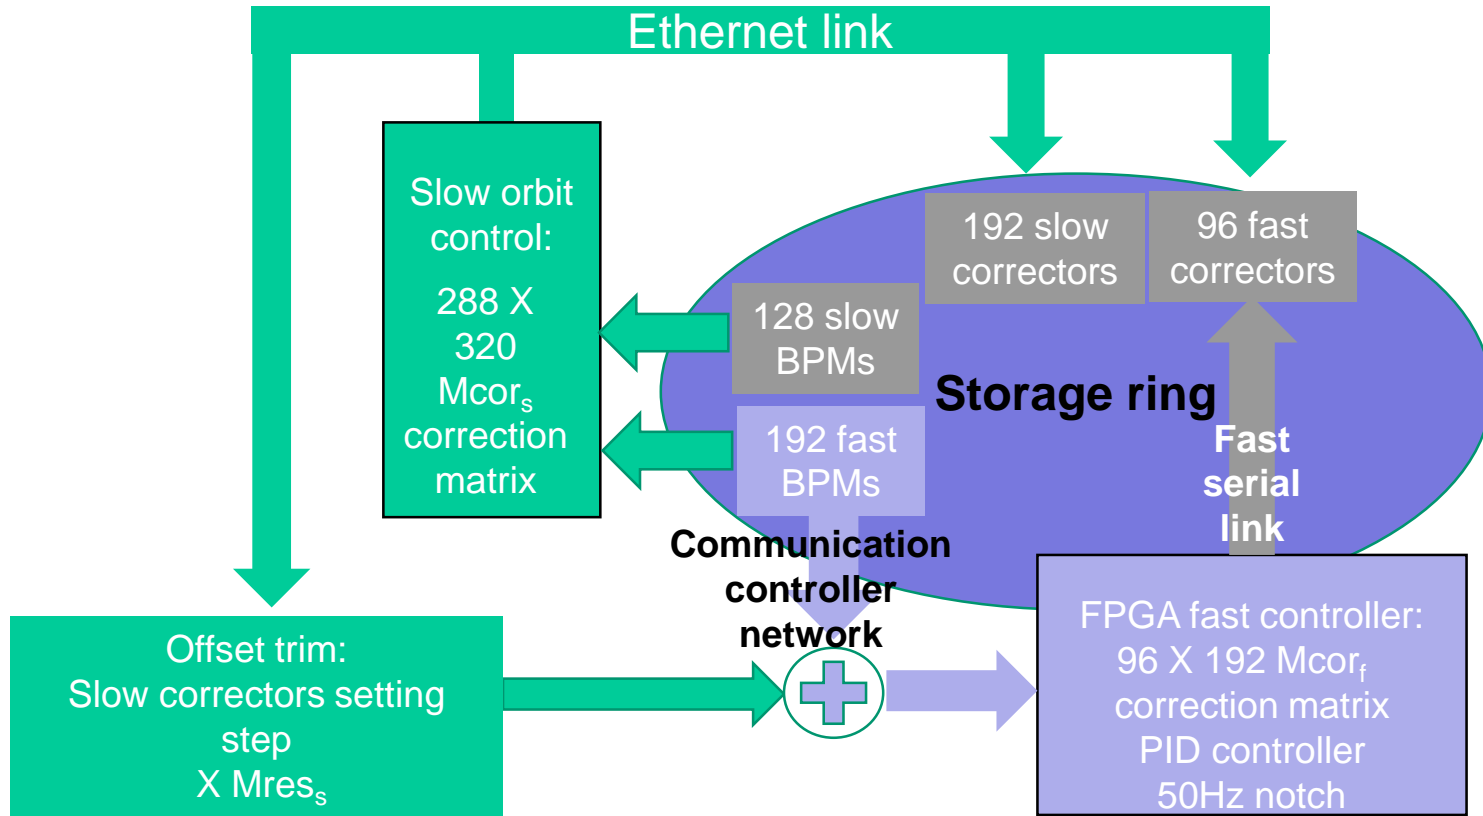 Ethernet link
Slow orbit
control:
288 X
320
Mcorₛ
correction
matrix
192 slow
correctors
96 fast
correctors
128 slow
BPMs
Storage ring
192 fast
BPMs
Fast
serial
link
Communication
controller
network
Offset trim:
Slow correctors setting
step
X Mresₛ
FPGA fast controller:
96 X 192 Mcor_f
correction matrix
PID controller
50Hz notch